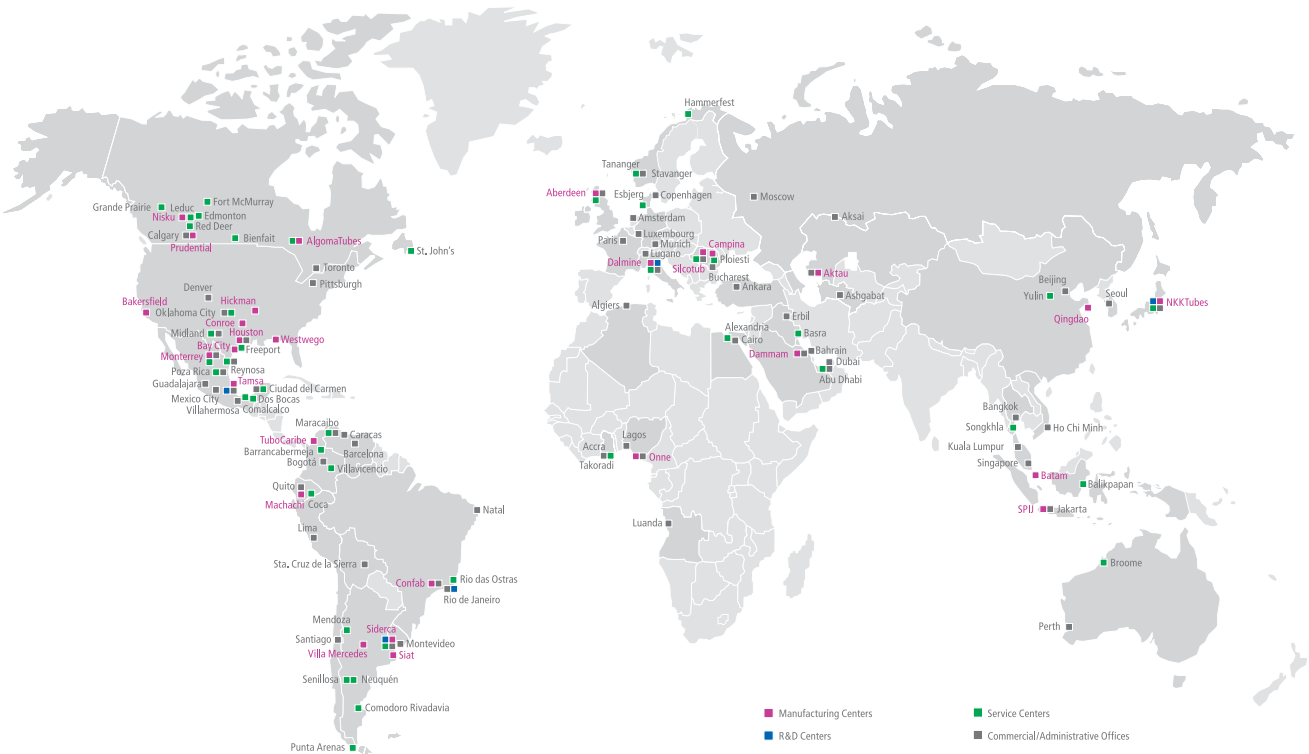 Hammerfest
Tananger
Stavanger
Aberdeen
Esbjerg
Copenhagen
Moscow
Grande Prairie
Leduc
Fort McMurray
Nisku
Edmonton
Red Deer
Calgary
Prudential
Bienfait
AlgomaTubes
St. John's
Toronto
Pittsburgh
Denver
Bakersfield
Hickman
Oklahoma City
Conroe
Midland
Houston
Westwego
Bay City
Freeport
Monterrey
Poza Rica
Reynosa
Guadalajara
Tamsa
Ciudad del Carmen
Mexico City
Dos Bocas
Villahermosa
Comalcalco
Maracaibo
TuboCaribe
Caracas
Barrancabermeja
Barcelona
Bogotá
Villavicencio
Quito
Machachi
Coca
Lima
Natal
Sta. Cruz de la Sierra
Confab
Rio das Ostras
Rio de Janeiro
Mendoza
Siderca
Santiago
Montevideo
Villa Mercedes
Siat
Senillosa
Neuquén
Comodoro Rivadavia
Punta Arenas
Amsterdam
Luxembourg
Paris
Munich
Lugano
Campina
Dalmine
Silcotub
Ploiesti
Bucharest
Ankara
Algiers
Aksai
Aktau
Ashgabat
Erbil
Alexandria
Cairo
Basra
Dammam
Bahrain
Dubai
Abu Dhabi
Lagos
Accra
Takoradi
Onne
Luanda
Beijing
Yulin
Seoul
Qingdao
NKKTubes
Bangkok
Songkhla
Ho Chi Minh
Kuala Lumpur
Singapore
Batam
Balikpapan
SPIJ
Jakarta
Broome
Perth
Manufacturing Centers
Service Centers
R&D Centers
Commercial/Administrative Offices